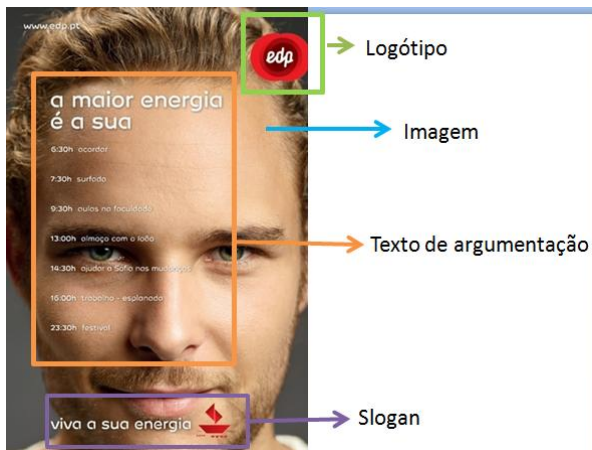 www.edp.pt
edp
Logótipo
a maior energia
é a sua
Imagem
6:30h acordar
7:30h surfada
9:30h aulas na faculdade
13:00h almoço com o João
Texto de argumentação
14:30h ajudar a Sofia nas mudanças
16:00h trabalho - esplanada
23:30h festival
viva a sua energia
Slogan